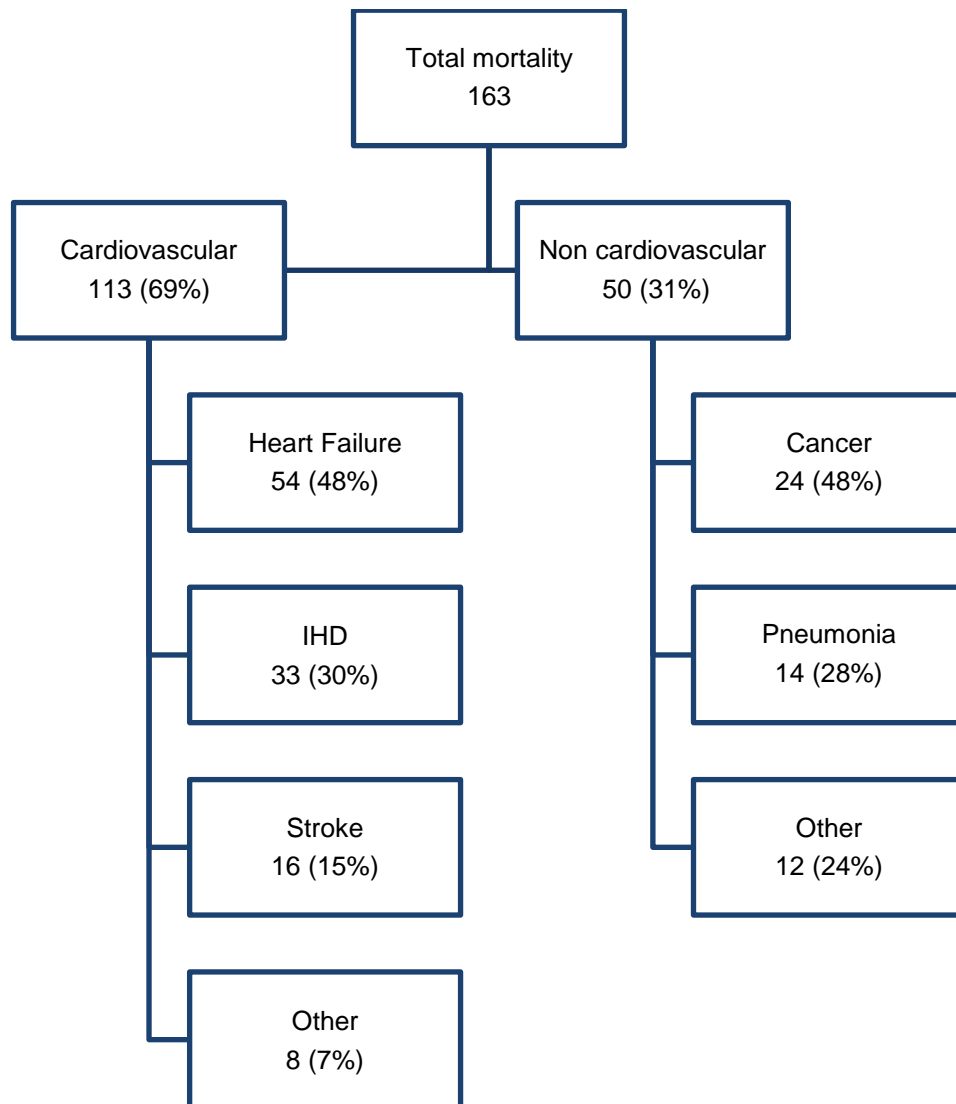 Total mortality
163
Cardiovascular
113 (69%)
Non cardiovascular
50 (31%)
Heart Failure
54 (48%)
Cancer
24 (48%)
IHD
33 (30%)
Pneumonia
14 (28%)
Stroke
16 (15%)
Other
12 (24%)
Other
8 (7%)